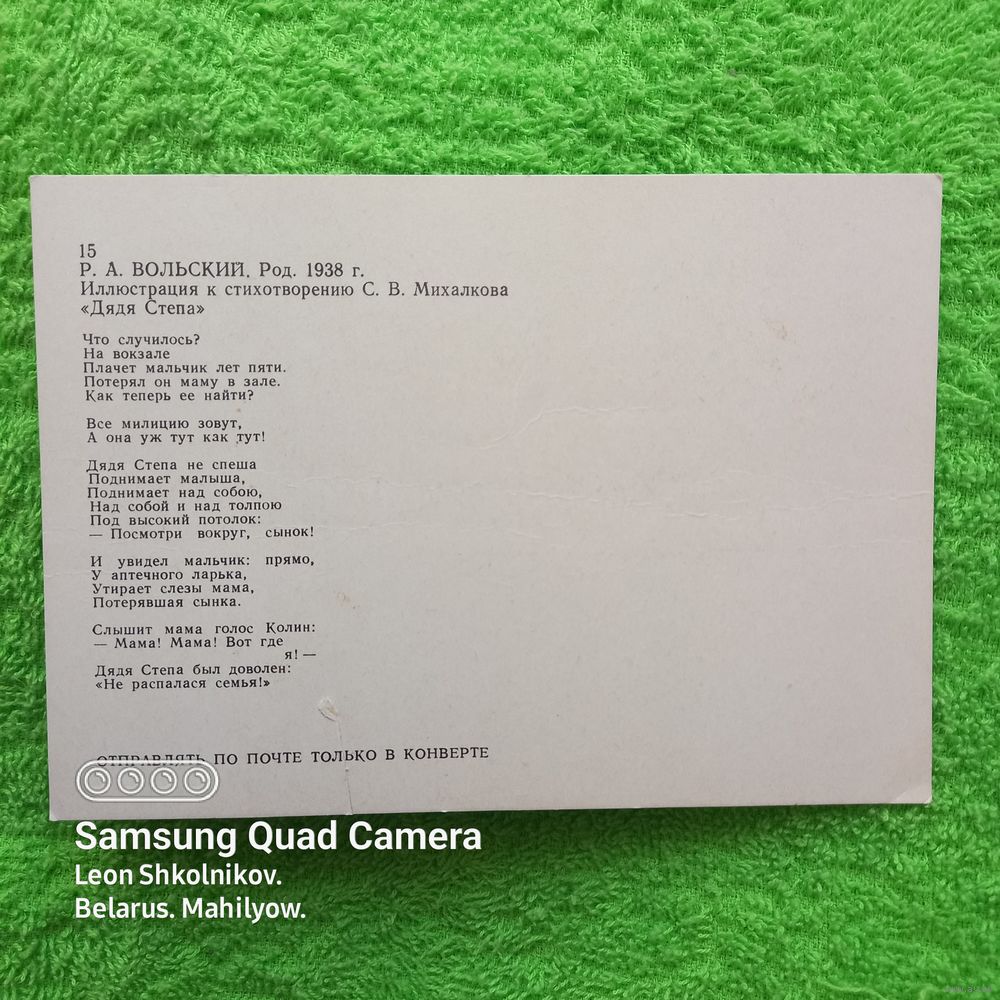 15
Р. А. ВОЛЬСКИЙ. Род. 1938 г.
Иллюстрация к стихотворению С. В. Михалкова
«Дядя Степа»
Что случилось?
На вокзале
Плачет мальчик лет пяти.
Потерял он маму в зале.
Как теперь ее найти?
Все милицию зовут,
А она уж тут как тут!
Дядя Степа не спеша
Поднимает малыша,
Поднимает над собою,
Над собой и над толпою
Под высокий потолок:
— Посмотри вокруг, сынок!
И увидел мальчик: прямо,
У аптечного ларька,
Утирает слезы мама,
Потерявшая сынка.
Слышит мама голос Колин:
— Мама! Мама! Вот где
я! —
Дядя Степа был доволен:
«Не распалася семья!»
ОТПРАВЛЯТЬ ПО ПОЧТЕ ТОЛЬКО В КОНВЕРТЕ
Samsung Quad Camera
Leon Shkolnikov.
Belarus. Mahilyow.